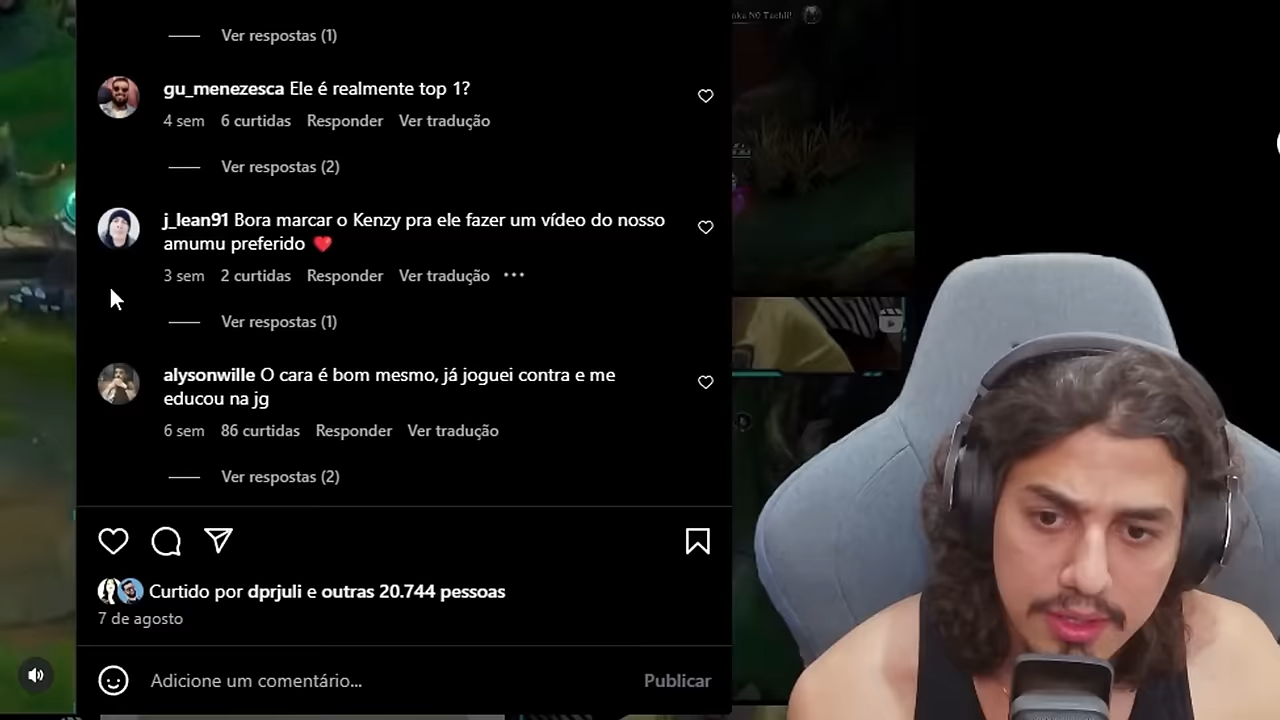 Ver respostas (1)
gu_menezesca Ele é realmente top 1?
4 sem 6 curtidas Responder Ver tradução
Ver respostas (2)
j_lean91 Bora marcar o Kenzy pra ele fazer um vídeo do nosso
amumu preferido ❤️
3 sem 2 curtidas Responder Ver tradução •••
Ver respostas (1)
alysonwille O cara é bom mesmo, já joguei contra e me
educou na jg
6 sem 86 curtidas Responder Ver tradução
Ver respostas (2)
Curtido por dprjuli e outras 20.744 pessoas
7 de agosto
Adicione um comentário...
Publicar